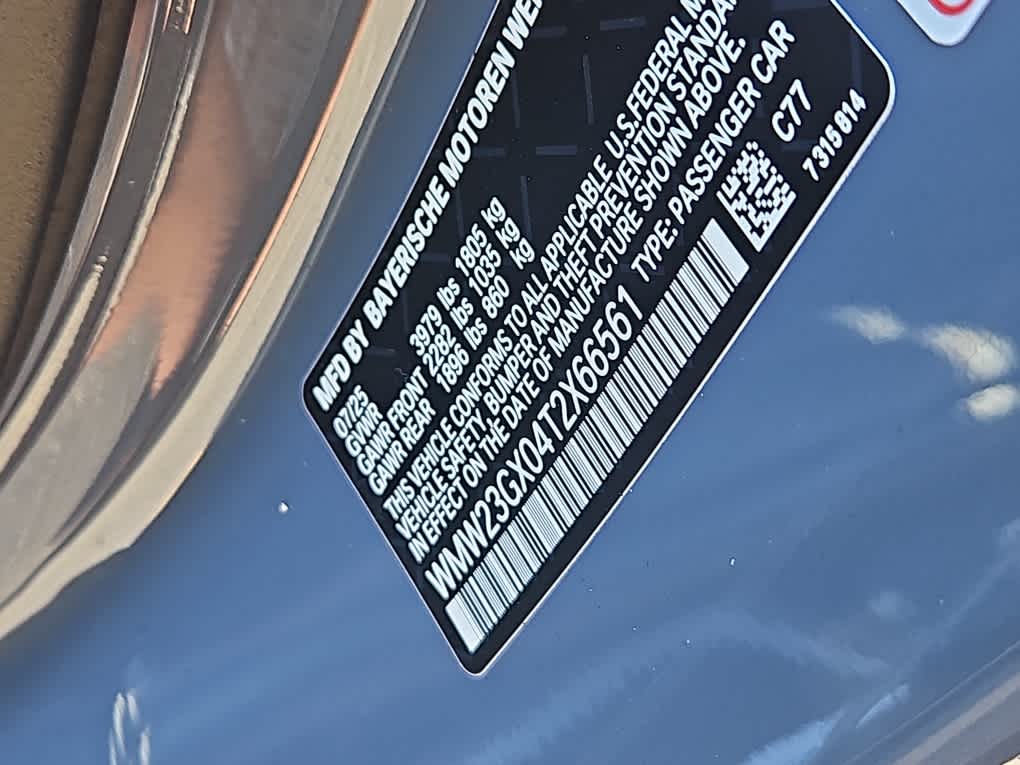 MFD BY BAYERISCHE MOTOREN
07/25
GVWR 3979 lbs 1805 kg
GAWR FRONT 2282 lbs 1035 kg
GAWR REAR 1896 lbs 860 kg
THIS VEHICLE CONFORMS TO ALL APPLICABLE U.S.FEDERAL
VEHICLE SAFETY, BUMPER AND THEFT PREVENTION
IN EFFECT ON THE DATE OF MANUFACTURE SHOWN ABOVE.
WMW23GX04T2X66561 TYPE: PASSENGER CAR
C77
7 315 814